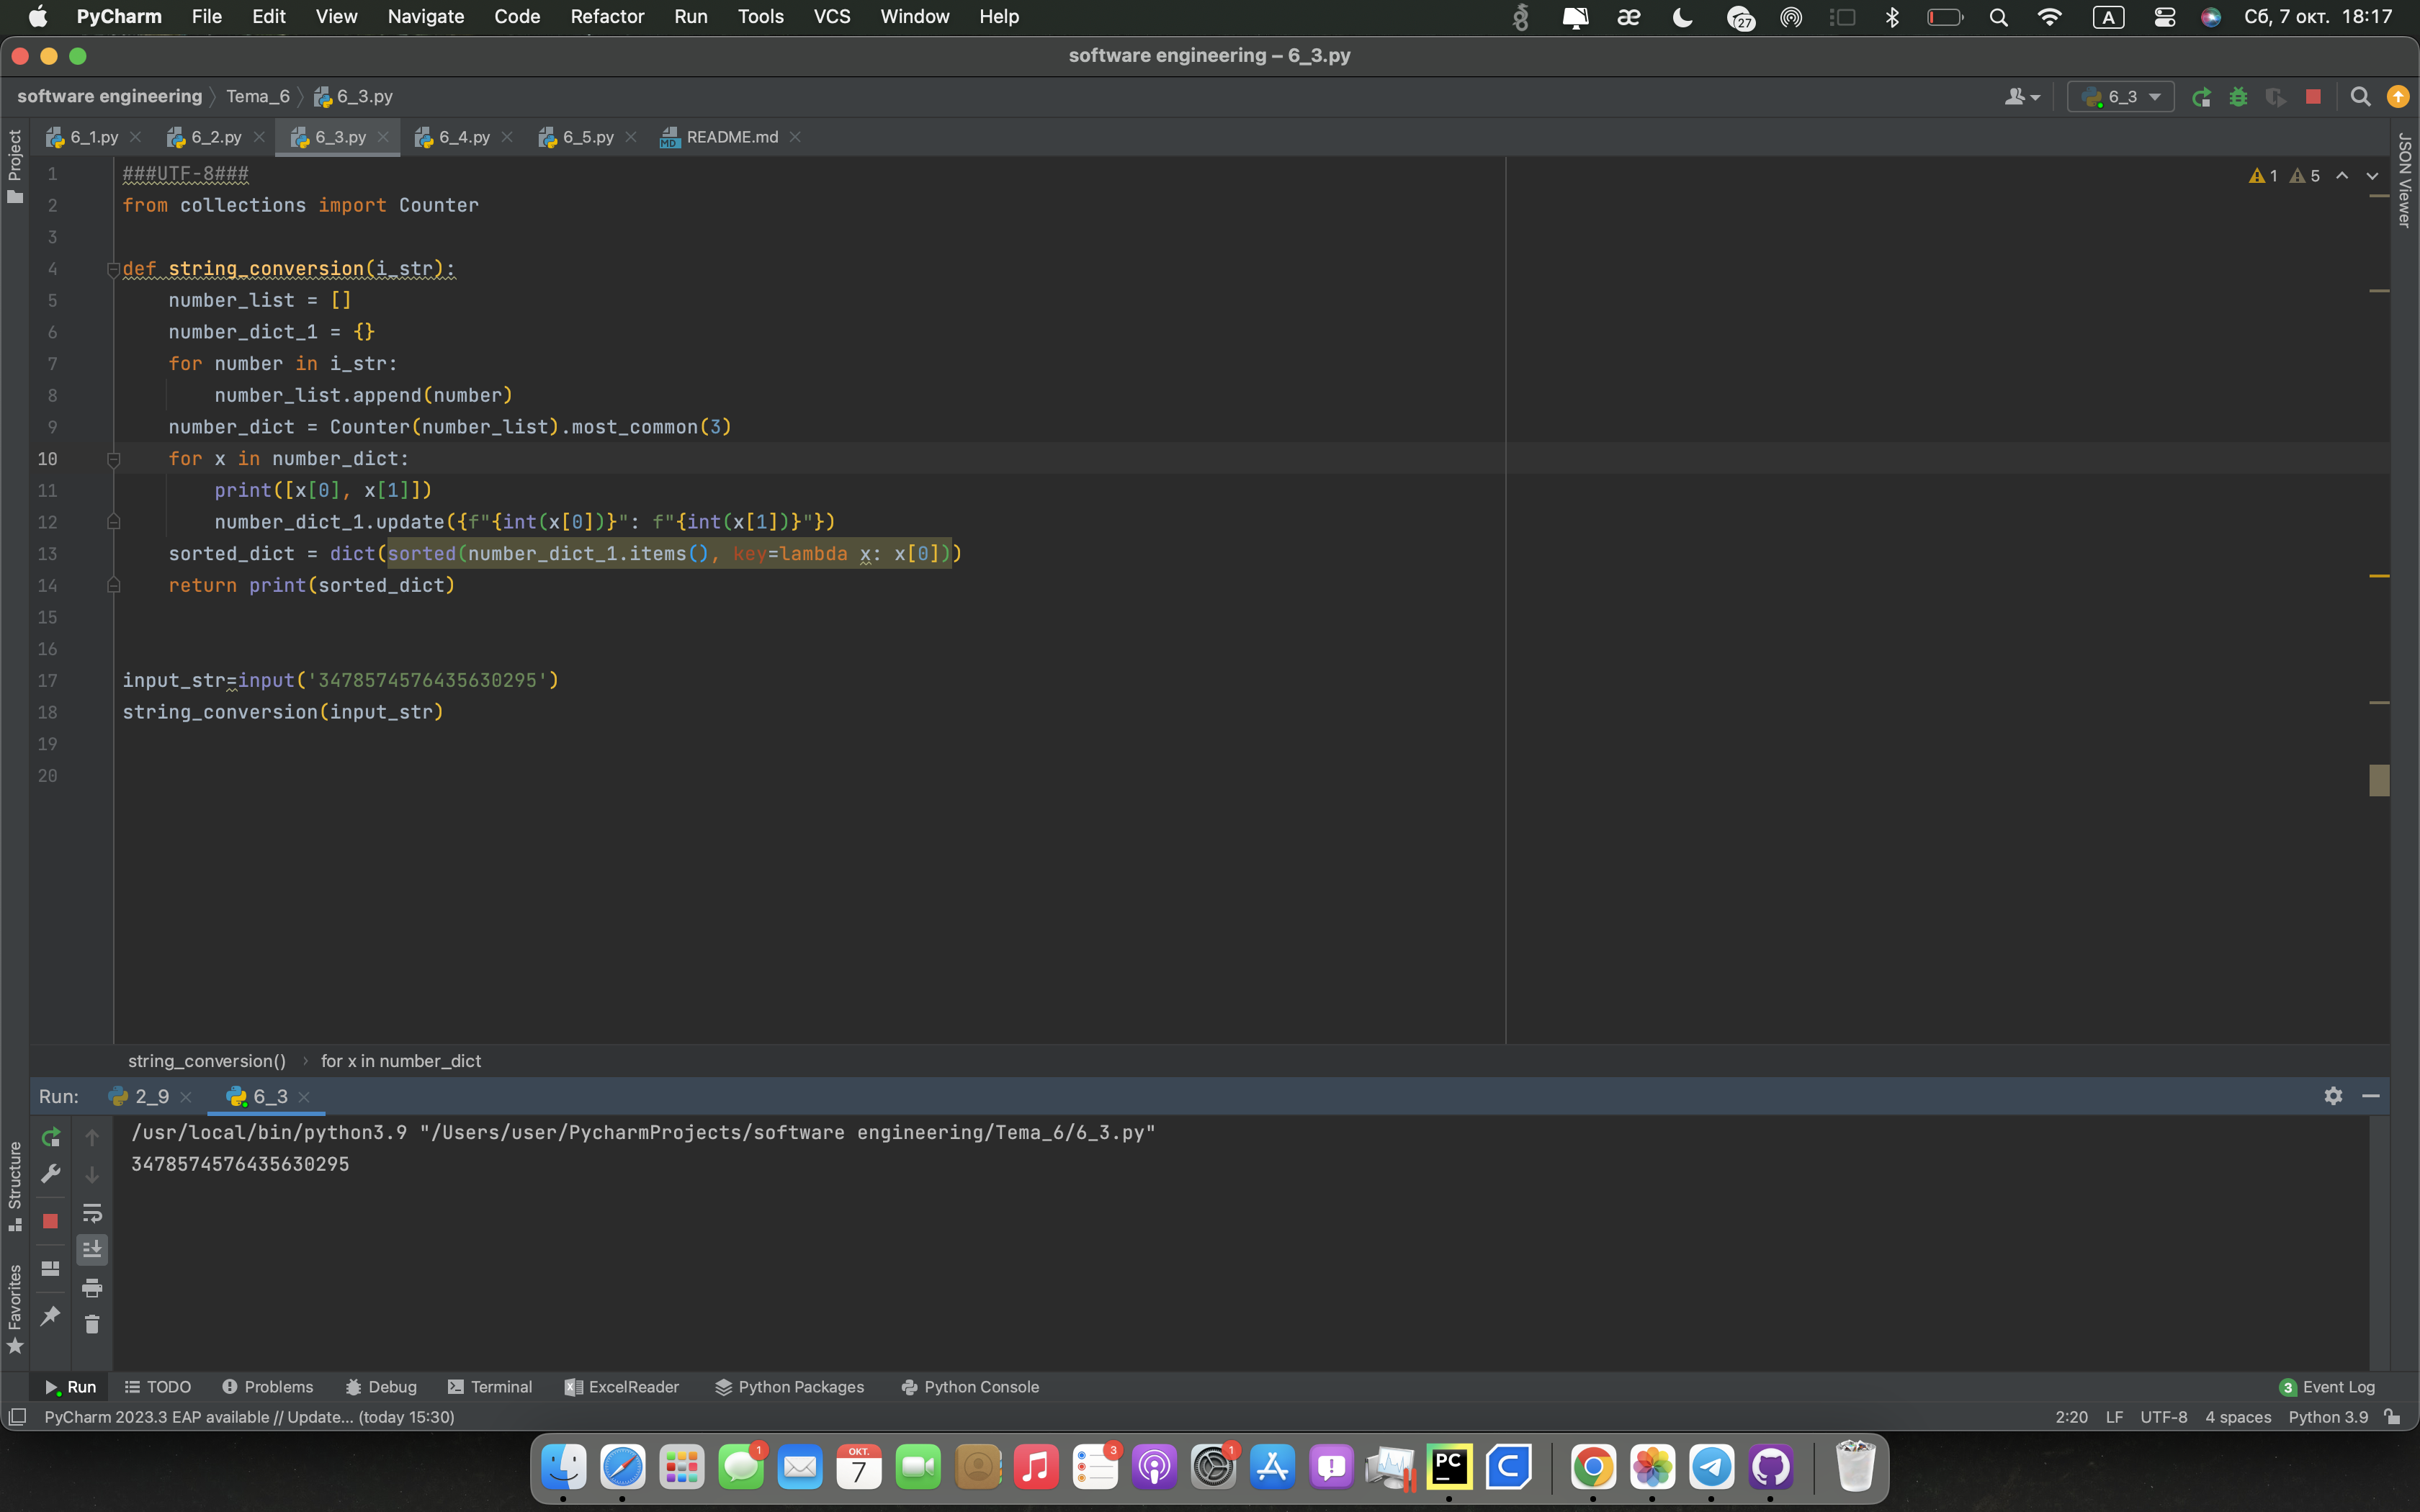 PyCharm File Edit View Navigate Code Refactor Run Tools VCS Window Help 27 A Сб, 7 окт. 18:17
software engineering – 6_3.py
software engineering Tema_6 6_3.py 6_3
6_1.py 6_2.py 6_3.py 6_4.py 6_5.py README.md
Project
JSON Viewer
1 5
1 ###UTF-8###
2 from collections import Counter
3
4 def string_conversion(i_str):
5 number_list = []
6 number_dict_1 = {}
7 for number in i_str:
8 number_list.append(number)
9 number_dict = Counter(number_list).most_common(3)
10 for x in number_dict:
11 print([x[0], x[1]])
12 number_dict_1.update({f"{int(x[0])}": f"{int(x[1])}"})
13 sorted_dict = dict(sorted(number_dict_1.items(), key=lambda x: x[0]))
14 return print(sorted_dict)
15
16
17 input_str=input('3478574576435630295')
18 string_conversion(input_str)
19
20
string_conversion() › for x in number_dict
Run: 2_9 6_3
/usr/local/bin/python3.9 "/Users/user/PycharmProjects/software engineering/Tema_6/6_3.py"
3478574576435630295
Structure
Favorites
Run TODO Problems Debug Terminal ExcelReader Python Packages Python Console 3 Event Log
PyCharm 2023.3 EAP available // Update... (today 15:30) 2:20 LF UTF-8 4 spaces Python 3.9
1 ОКТ. 7 3 1 PC C